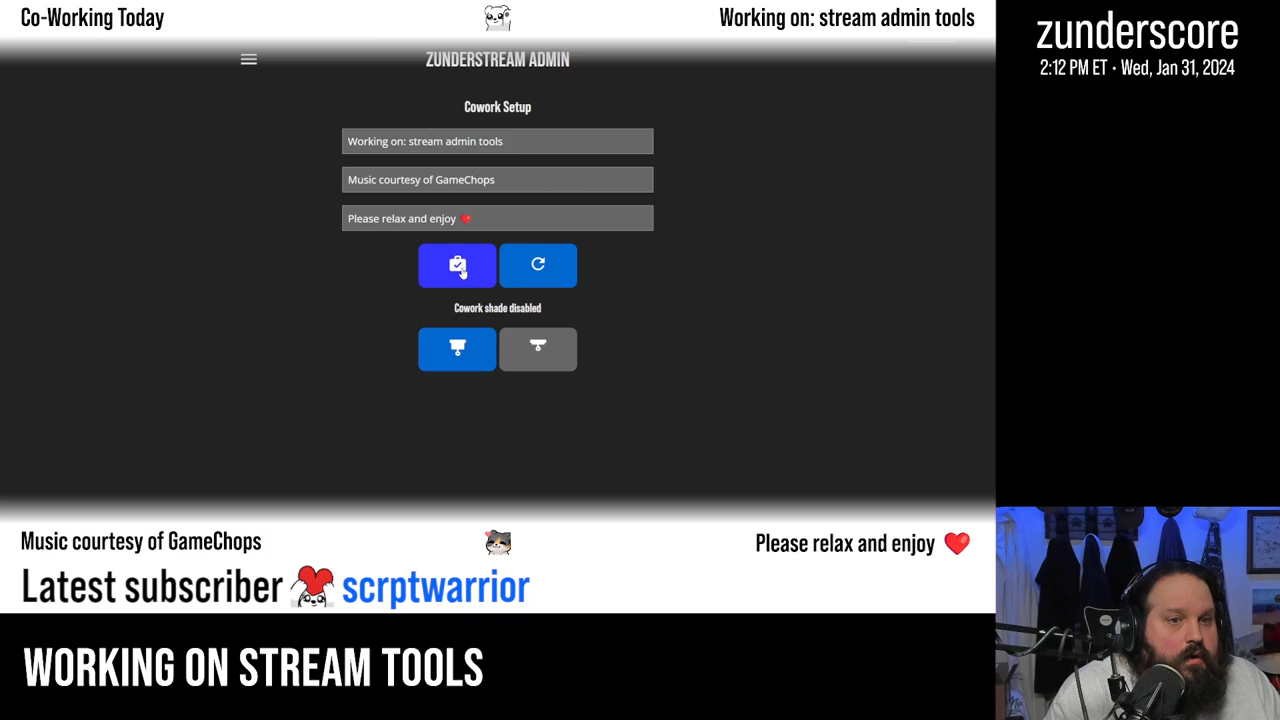 Co-Working Today
Working on: stream admin tools
zunderscore
2:12 PM ET • Wed, Jan 31, 2024
ZUNDERSTREAM ADMIN
Cowork Setup
Working on: stream admin tools
Music courtesy of GameChops
Please relax and enjoy ❤️
Cowork shade disabled
Music courtesy of GameChops
Please relax and enjoy ❤️
Latest subscriber scrptwarrior
WORKING ON STREAM TOOLS